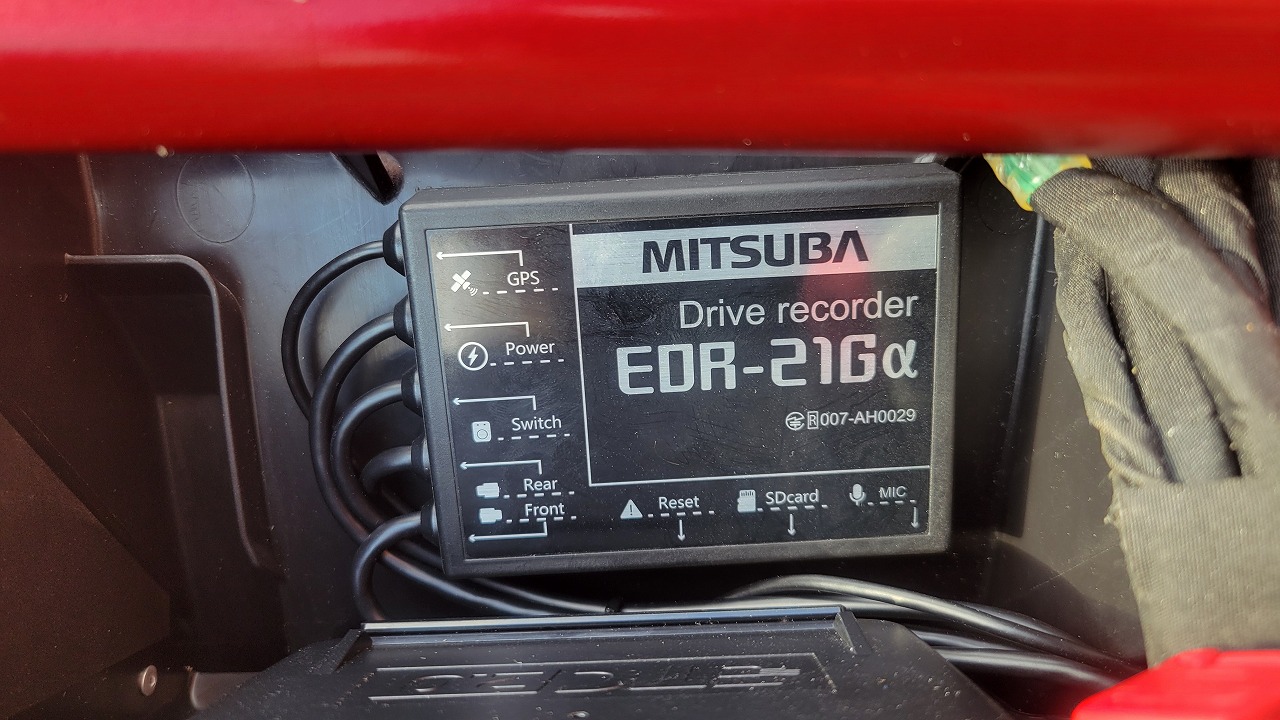 MITSUBA
Drive recorder
EDR-21Gα
R 007-AH0029
GPS
Power
Switch
Rear
Front
Reset
SDcard
MIC